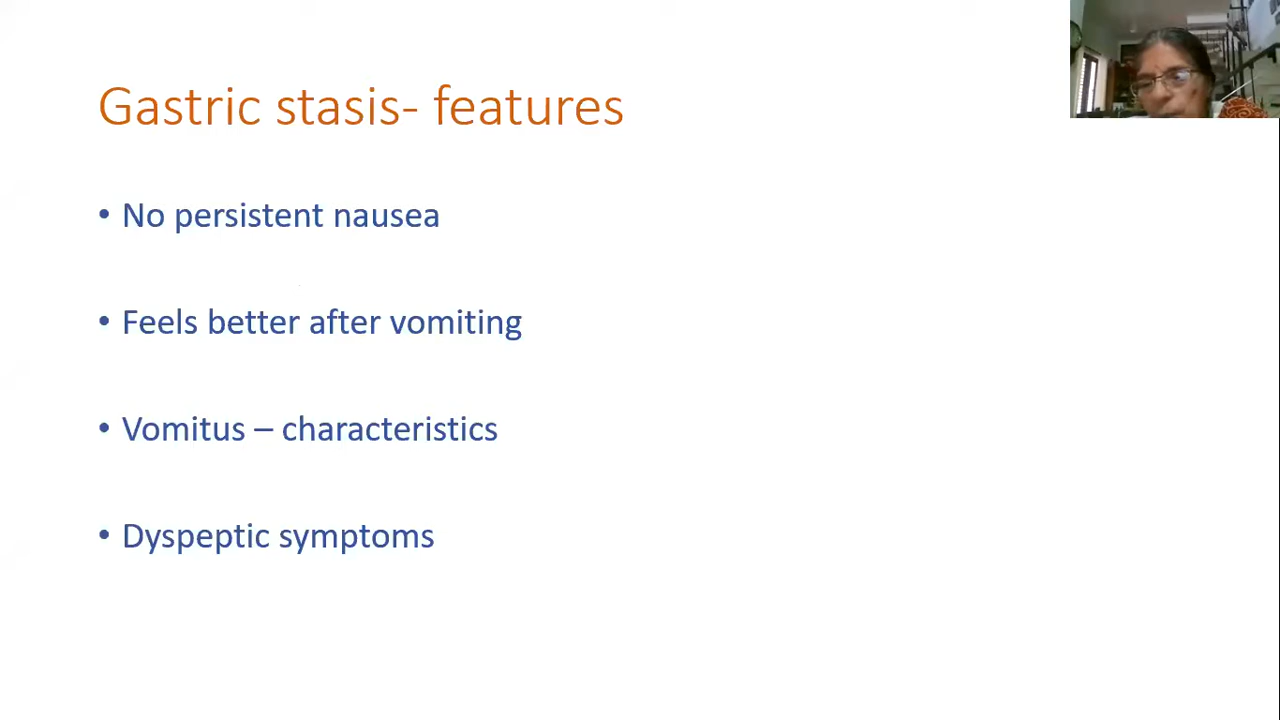 Gastric stasis- features
• No persistent nausea
• Feels better after vomiting
• Vomitus – characteristics
• Dyspeptic symptoms